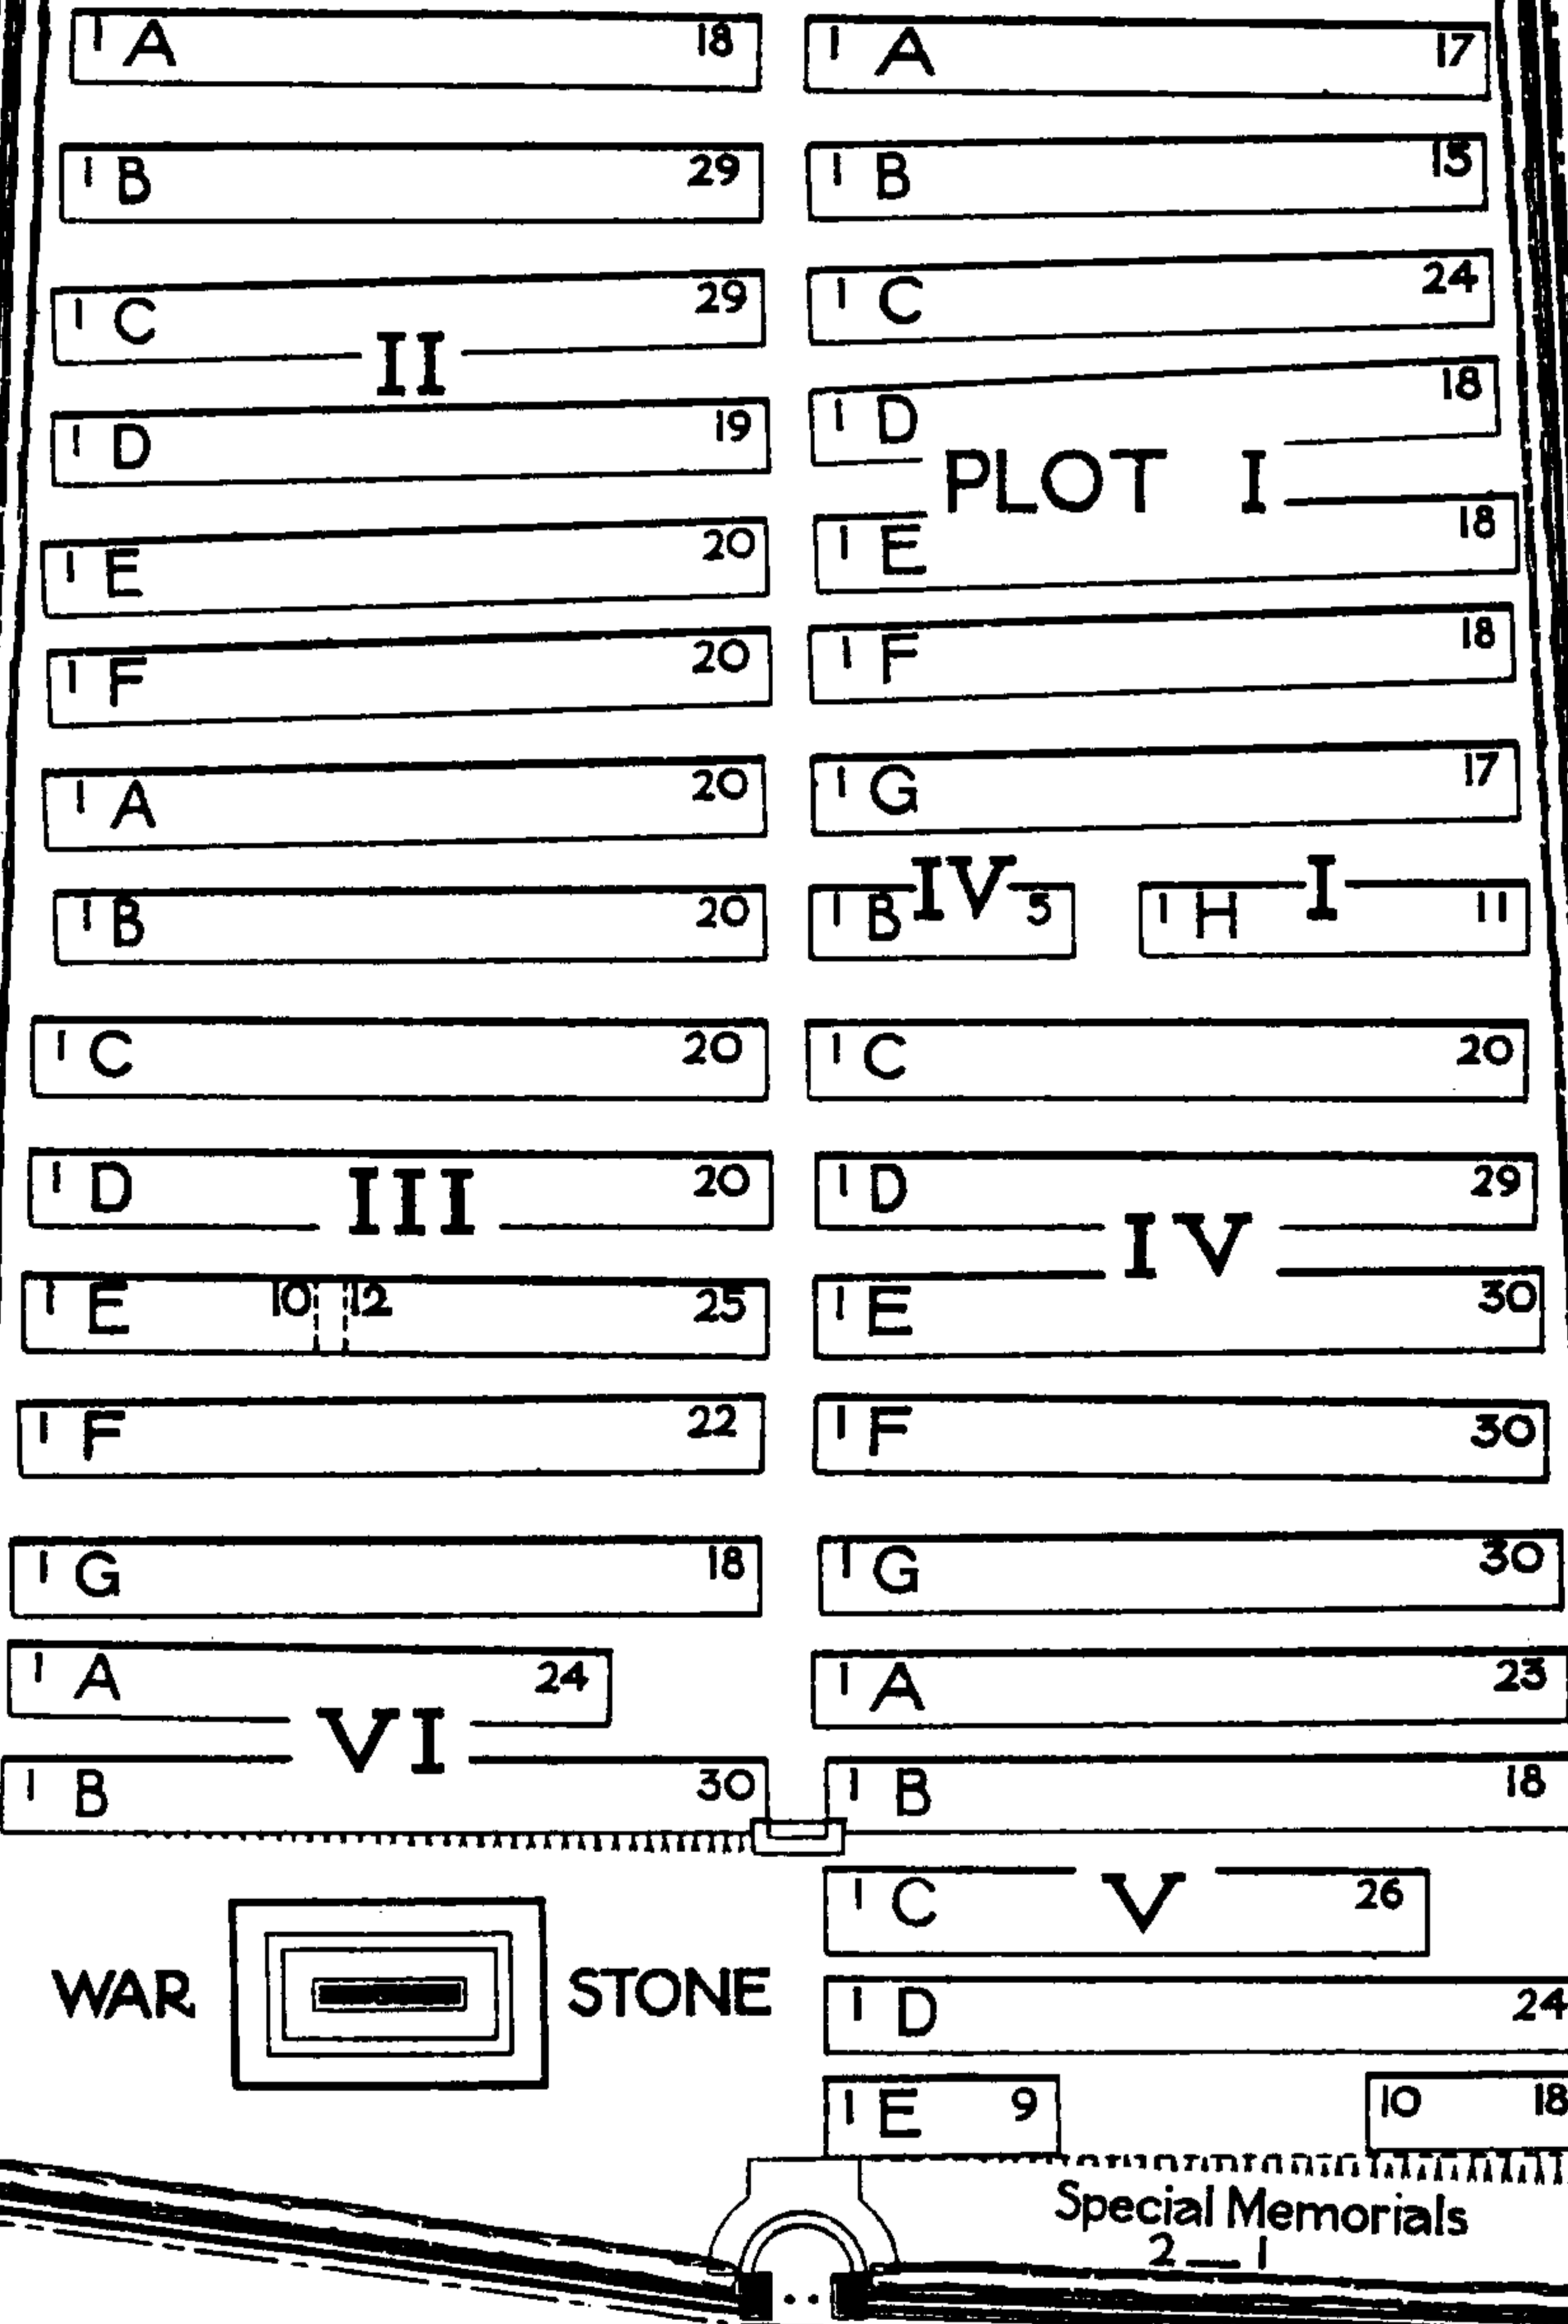 1 A 18 1 A 17
1 B 29 1 B 15
1 C 29 1 C 24
II
1 D 19 1 D 18
PLOT I
1 E 20 1 E 18
1 F 20 1 F 18
1 A 20 1 G 17
IV I
1 B 20 1 B 5 1 H 11
1 C 20 1 C 20
1 D III 20 1 D 29
IV
1 E 10 12 25 1 E 30
1 F 22 1 F 30
1 G 18 1 G 30
1 A 24 1 A 23
VI
1 B 30 1 B 18
1 C V 26
WAR STONE
1 D 24
1 E 9 10 18
Special Memorials
2 — 1